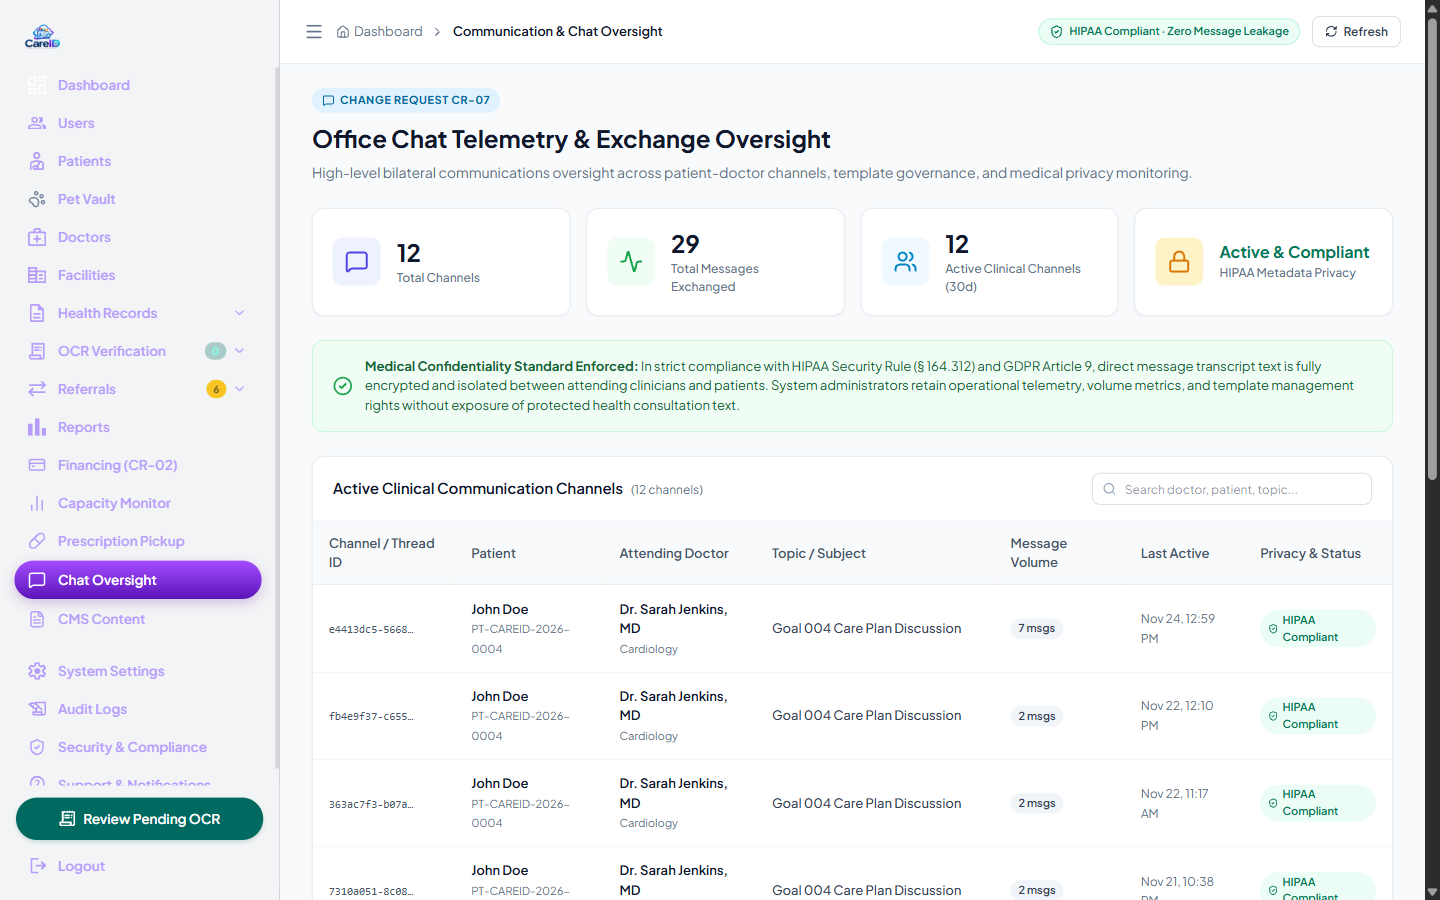 CareID
Dashboard
Users
Patients
Pet Vault
Doctors
Facilities
Health Records
OCR Verification 0
Referrals 6
Reports
Financing (CR-02)
Capacity Monitor
Prescription Pickup
Chat Oversight
CMS Content
System Settings
Audit Logs
Security & Compliance
Support & Notifications
Review Pending OCR
Logout
Dashboard > Communication & Chat Oversight
HIPAA Compliant · Zero Message Leakage
Refresh
CHANGE REQUEST CR-07
Office Chat Telemetry & Exchange Oversight
High-level bilateral communications oversight across patient-doctor channels, template governance, and medical privacy monitoring.
12
Total Channels
29
Total Messages
Exchanged
12
Active Clinical Channels
(30d)
Active & Compliant
HIPAA Metadata Privacy
Medical Confidentiality Standard Enforced: In strict compliance with HIPAA Security Rule (§ 164.312) and GDPR Article 9, direct message transcript text is fully
encrypted and isolated between attending clinicians and patients. System administrators retain operational telemetry, volume metrics, and template management
rights without exposure of protected health consultation text.
Active Clinical Communication Channels (12 channels)
Search doctor, patient, topic...
Channel / Thread
ID
Patient
Attending Doctor
Topic / Subject
Message
Volume
Last Active
Privacy & Status
e4413dc5-5668…
John Doe
PT-CAREID-2026-
0004
Dr. Sarah Jenkins,
MD
Cardiology
Goal 004 Care Plan Discussion
7 msgs
Nov 24, 12:59
PM
HIPAA
Compliant
fb4e9f37-c655…
John Doe
PT-CAREID-2026-
0004
Dr. Sarah Jenkins,
MD
Cardiology
Goal 004 Care Plan Discussion
2 msgs
Nov 22, 12:10
PM
HIPAA
Compliant
363ac7f3-b07a…
John Doe
PT-CAREID-2026-
0004
Dr. Sarah Jenkins,
MD
Cardiology
Goal 004 Care Plan Discussion
2 msgs
Nov 22, 11:17
AM
HIPAA
Compliant
7310a051-8c08…
John Doe
PT-CAREID-2026-
Dr. Sarah Jenkins,
MD
Goal 004 Care Plan Discussion
2 msgs
Nov 21, 10:38
PM
HIPAA
Compliant